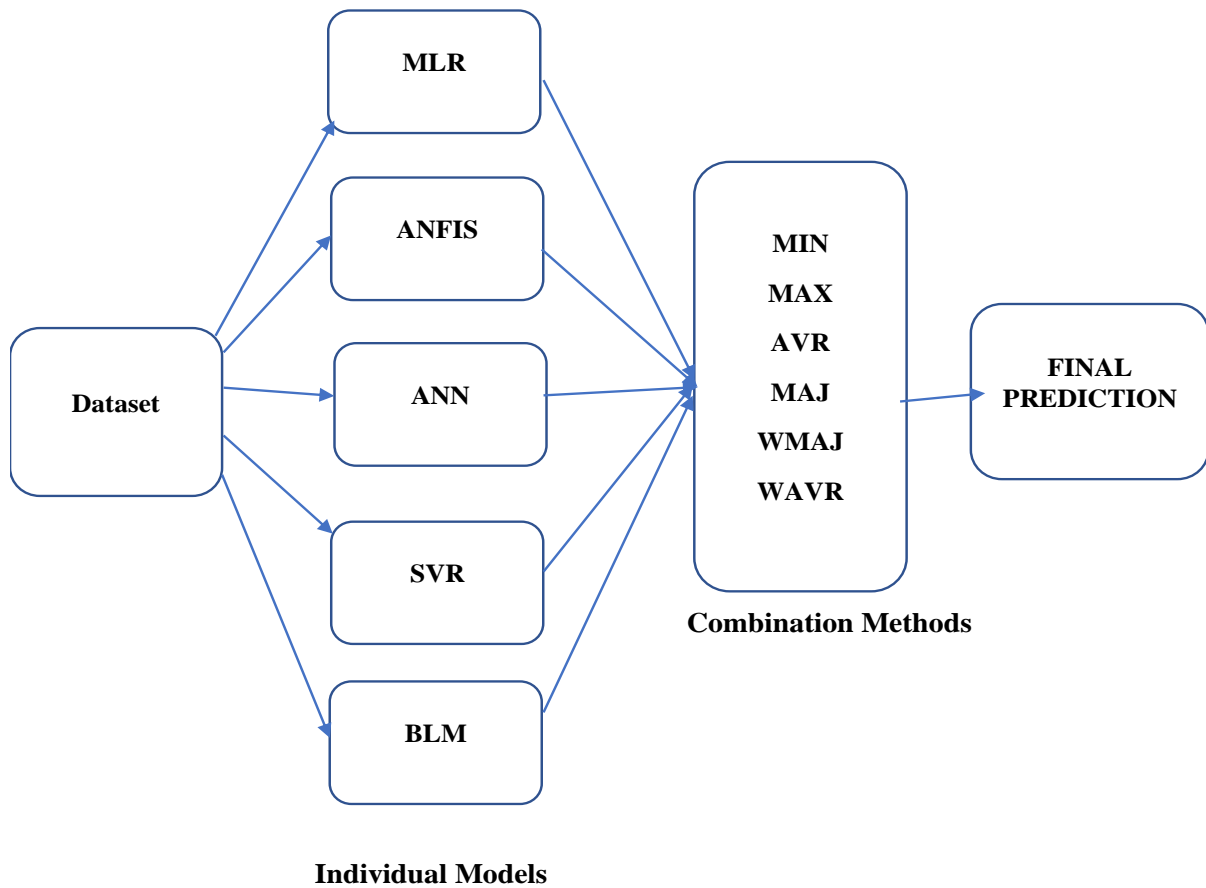 MLR
ANFIS
ANN
SVR
BLM
Dataset
MIN
MAX
AVR
MAJ
WMAJ
WAVR
FINAL
PREDICTION
Combination Methods
Individual Models